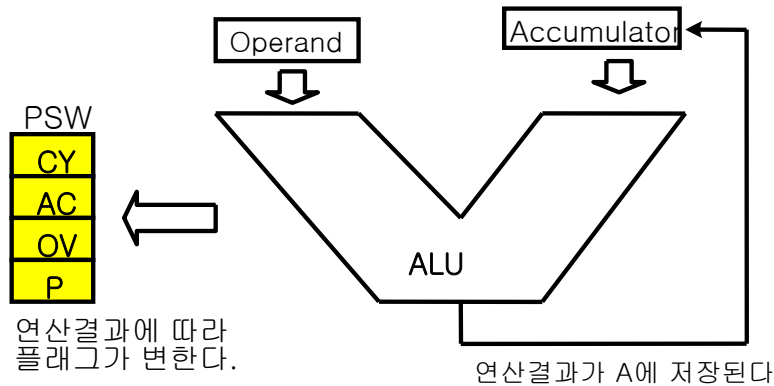 Operand
Accumulator
PSW
CY
AC
OV
P
ALU
연산결과에 따라
플래그가 변한다.
연산결과가 A에 저장된다